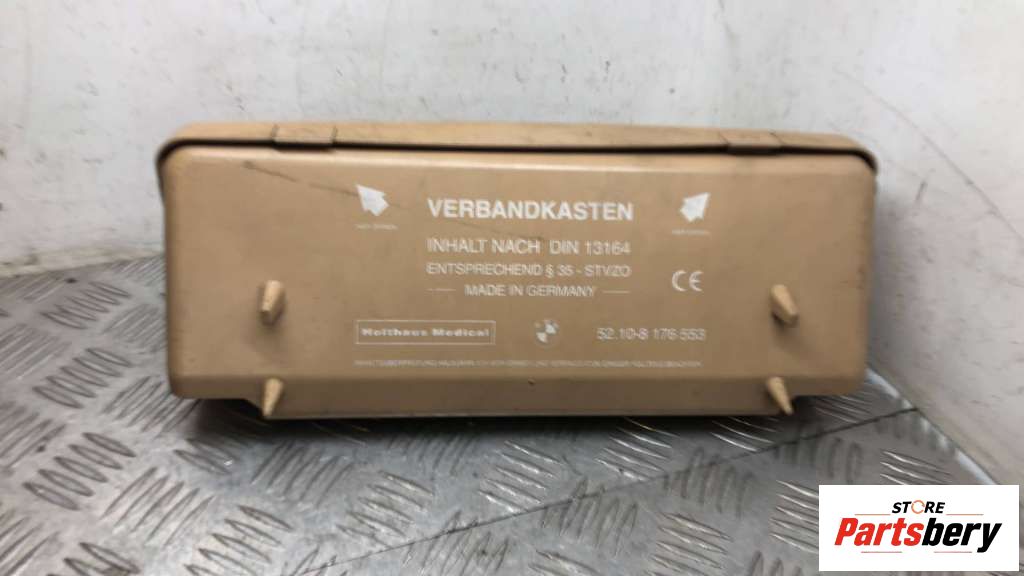 VERBANDKASTEN
INHALT NACH DIN 13164
ENTSPRECHEND § 35 - STVZO
MADE IN GERMANY
CE
Holthaus Medical
52.10-8 176 553
STORE
Partsbery